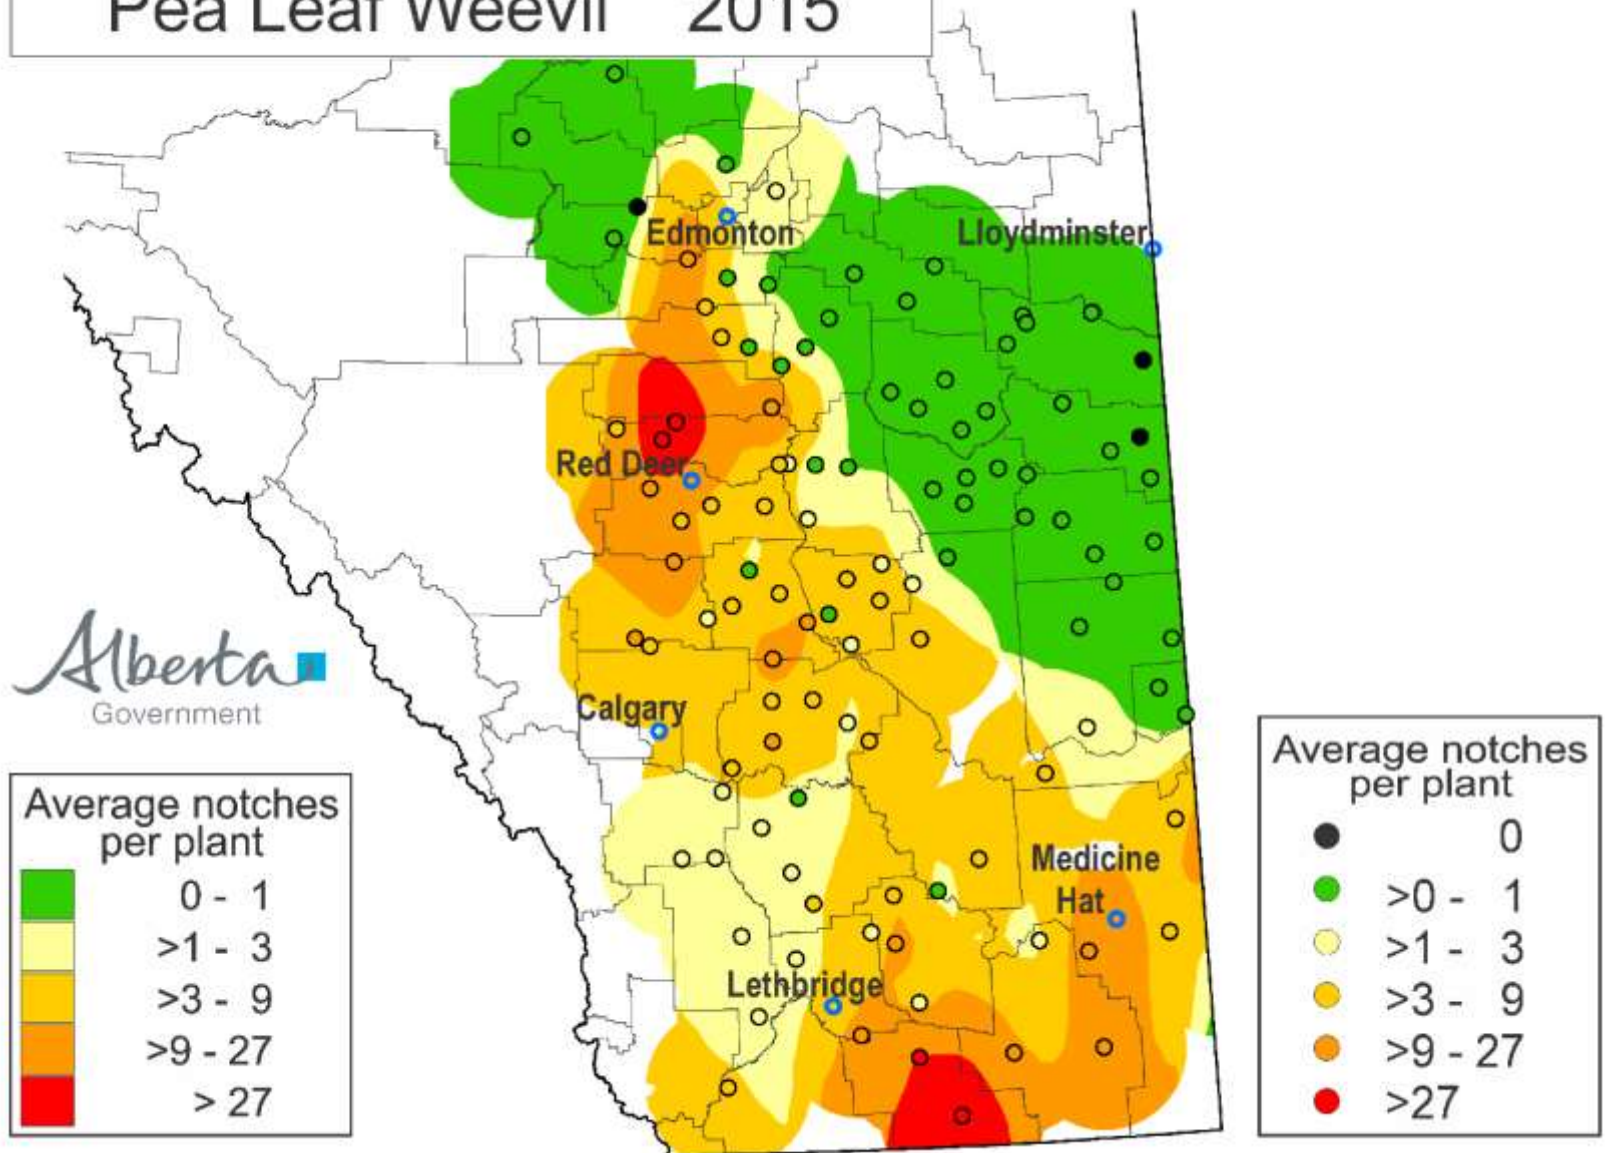 Pea Leaf Weevil 2015
Edmonton
Lloydminster
Red Deer
Alberta
Government
Calgary
Average notches
per plant
0 - 1
>1 - 3
>3 - 9
>9 - 27
> 27
Medicine
Hat
Lethbridge
Average notches
per plant
0
>0 - 1
>1 - 3
>3 - 9
>9 - 27
>27